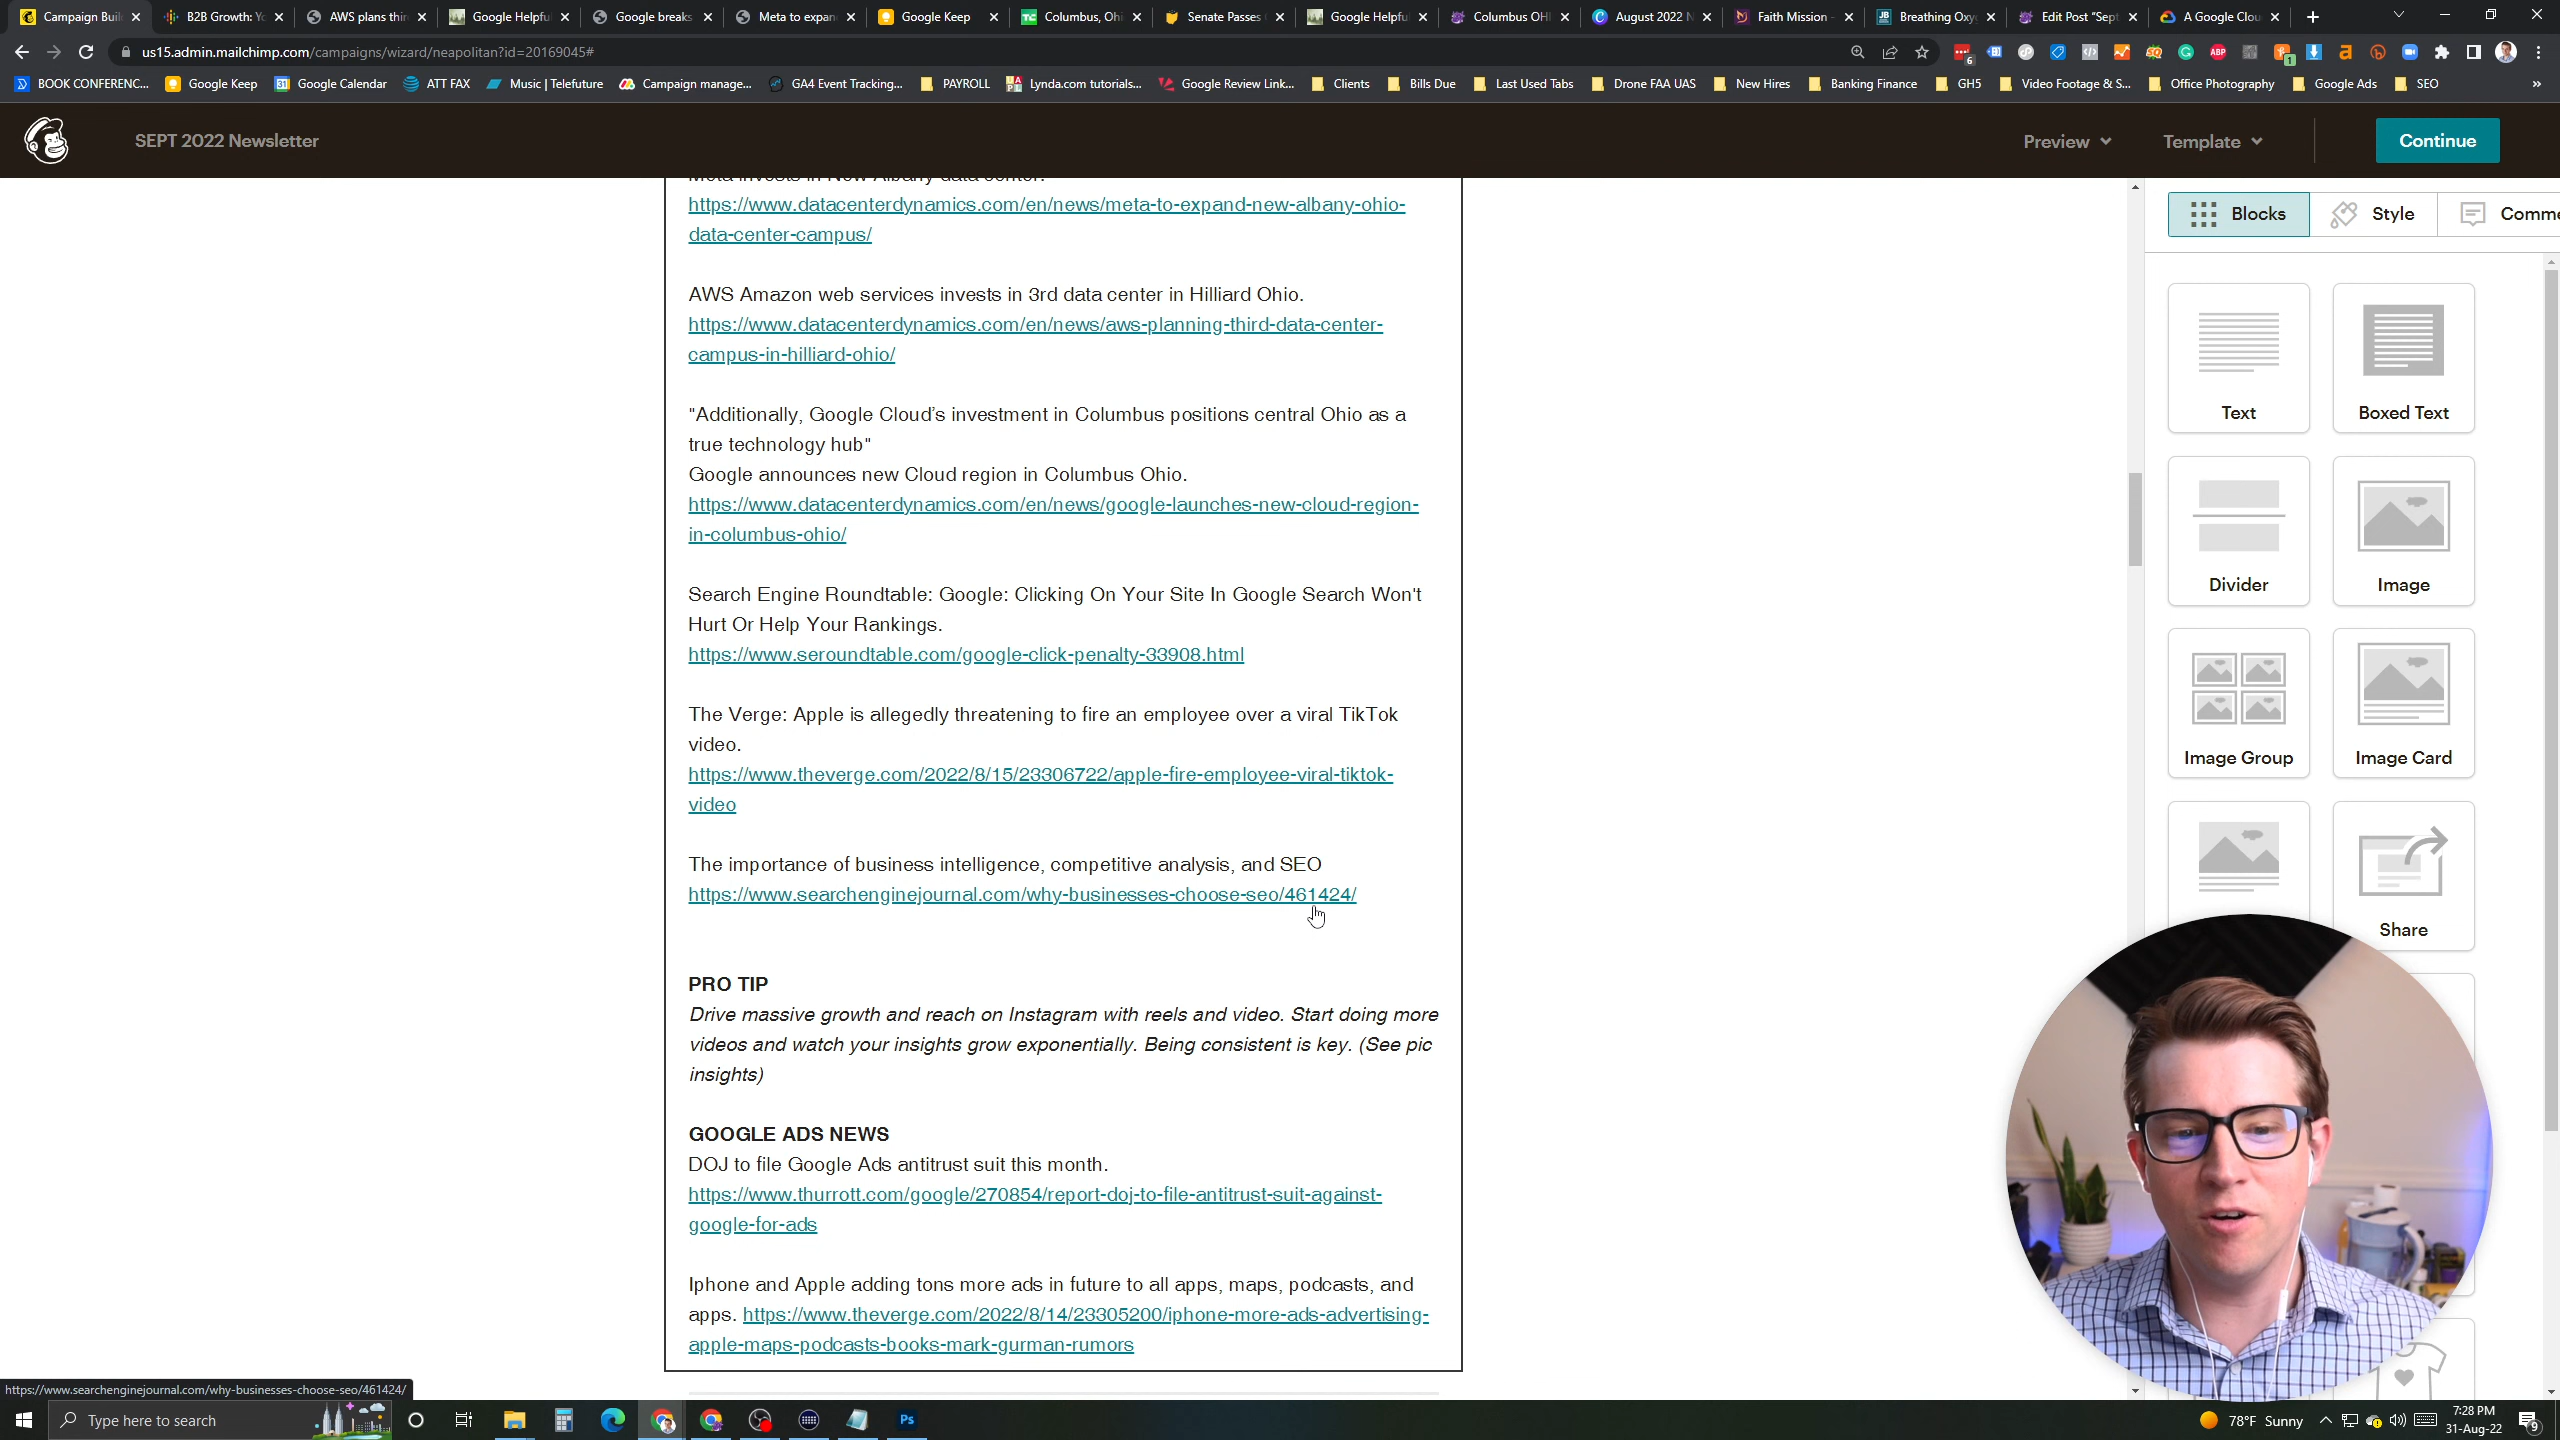 Campaign Buil
B2B Growth: Yo
AWS plans thir
Google Helpfu
Google breaks
Meta to expan
Google Keep
Columbus, Ohi
Senate Passes
Google Helpfu
Columbus OH
August 2022 N
Faith Mission -
Breathing Oxy
Edit Post "Sept
A Google Clou
us15.admin.mailchimp.com/campaigns/wizard/neapolitan?id=20169045#
BOOK CONFERENC...
Google Keep
Google Calendar
ATT FAX
Music | Telefuture
Campaign manage...
GA4 Event Tracking...
PAYROLL
Lynda.com tutorials...
Google Review Link...
Clients
Bills Due
Last Used Tabs
Drone FAA UAS
New Hires
Banking Finance
GH5
Video Footage & S...
Office Photography
Google Ads
SEO
SEPT 2022 Newsletter
Preview
Template
Continue
Meta invests in New Albany data center.
https://www.datacenterdynamics.com/en/news/meta-to-expand-new-albany-ohio-
data-center-campus/
AWS Amazon web services invests in 3rd data center in Hilliard Ohio.
https://www.datacenterdynamics.com/en/news/aws-planning-third-data-center-
campus-in-hilliard-ohio/
"Additionally, Google Cloud's investment in Columbus positions central Ohio as a
true technology hub"
Google announces new Cloud region in Columbus Ohio.
https://www.datacenterdynamics.com/en/news/google-launches-new-cloud-region-
in-columbus-ohio/
Search Engine Roundtable: Google: Clicking On Your Site In Google Search Won't
Hurt Or Help Your Rankings.
https://www.seroundtable.com/google-click-penalty-33908.html
The Verge: Apple is allegedly threatening to fire an employee over a viral TikTok
video.
https://www.theverge.com/2022/8/15/23306722/apple-fire-employee-viral-tiktok-
video
The importance of business intelligence, competitive analysis, and SEO
https://www.searchenginejournal.com/why-businesses-choose-seo/461424/
PRO TIP
Drive massive growth and reach on Instagram with reels and video. Start doing more
videos and watch your insights grow exponentially. Being consistent is key. (See pic
insights)
GOOGLE ADS NEWS
DOJ to file Google Ads antitrust suit this month.
https://www.thurrott.com/google/270854/report-doj-to-file-antitrust-suit-against-
google-for-ads
Iphone and Apple adding tons more ads in future to all apps, maps, podcasts, and
apps. https://www.theverge.com/2022/8/14/23305200/iphone-more-ads-advertising-
apple-maps-podcasts-books-mark-gurman-rumors
Blocks
Style
Comme
Text
Boxed Text
Divider
Image
Image Group
Image Card
Share
https://www.searchenginejournal.com/why-businesses-choose-seo/461424/
Type here to search
78°F Sunny
7:28 PM
31-Aug-22